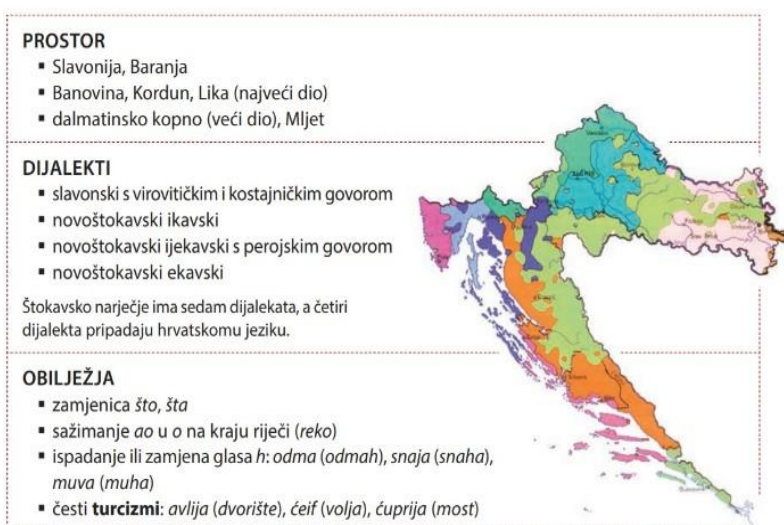 PROSTOR
▪ Slavonija, Baranja
▪ Banovina, Kordun, Lika (najveći dio)
▪ dalmatinsko kopno (veći dio), Mljet
DIJALEKTI
▪ slavonski s virovitičkim i kostajničkim govorom
▪ novoštokavski ikavski
▪ novoštokavski ijekavski s perojskim govorom
▪ novoštokavski ekavski
Štokavsko narječje ima sedam dijalekata, a četiri
dijalekta pripadaju hrvatskomu jeziku.
OBILJEŽJA
▪ zamjenica što, šta
▪ sažimanje ao u o na kraju riječi (reko)
▪ ispadanje ili zamjena glasa h: odma (odmah), snaja (snaha),
muva (muha)
▪ česti turcizmi: avlija (dvorište), ćeif (volja), ćuprija (most)